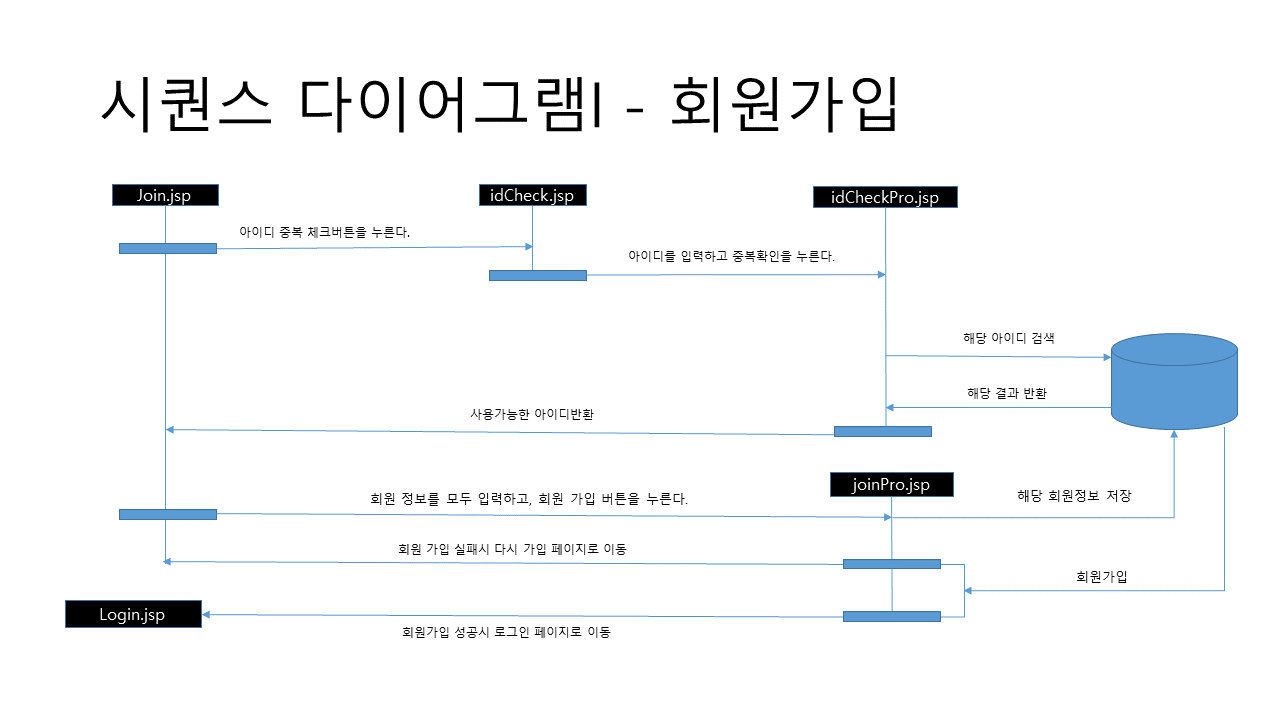 시퀀스 다이어그램I - 회원가입
Join.jsp
idCheck.jsp
idCheckPro.jsp
아이디 중복 체크버튼을 누른다.
아이디를 입력하고 중복확인을 누른다.
해당 아이디 검색
해당 결과 반환
사용가능한 아이디반환
joinPro.jsp
회원 정보를 모두 입력하고, 회원 가입 버튼을 누른다.
해당 회원정보 저장
회원 가입 실패시 다시 가입 페이지로 이동
회원가입
Login.jsp
회원가입 성공시 로그인 페이지로 이동